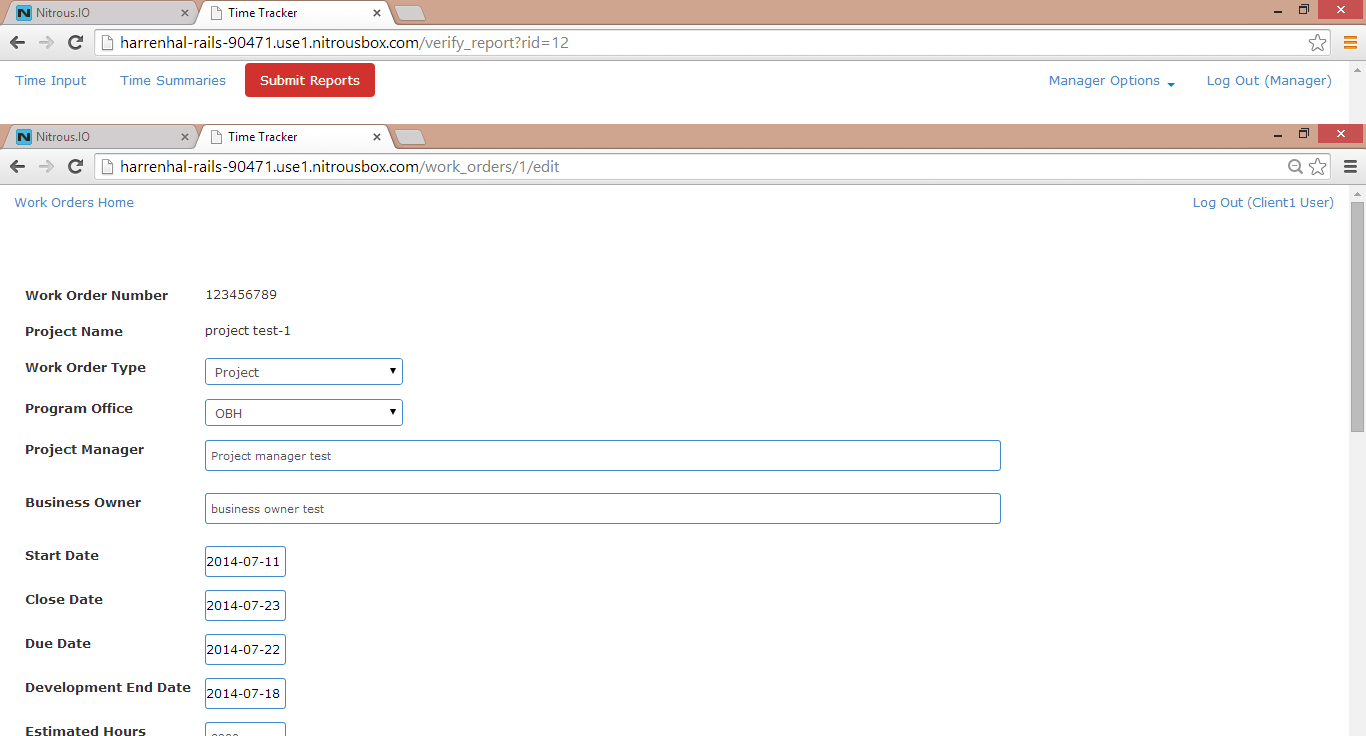 Nitrous.IO Time Tracker
harrenhal-rails-90471.use1.nitrousbox.com/verify_report?rid=12
Time Input Time Summaries Submit Reports Manager Options Log Out (Manager)
Nitrous.IO Time Tracker
harrenhal-rails-90471.use1.nitrousbox.com/work_orders/1/edit
Work Orders Home Log Out (Client1 User)
Work Order Number 123456789
Project Name project test-1
Work Order Type Project
Program Office OBH
Project Manager Project manager test
Business Owner business owner test
Start Date 2014-07-11
Close Date 2014-07-23
Due Date 2014-07-22
Development End Date 2014-07-18
Estimated Hours